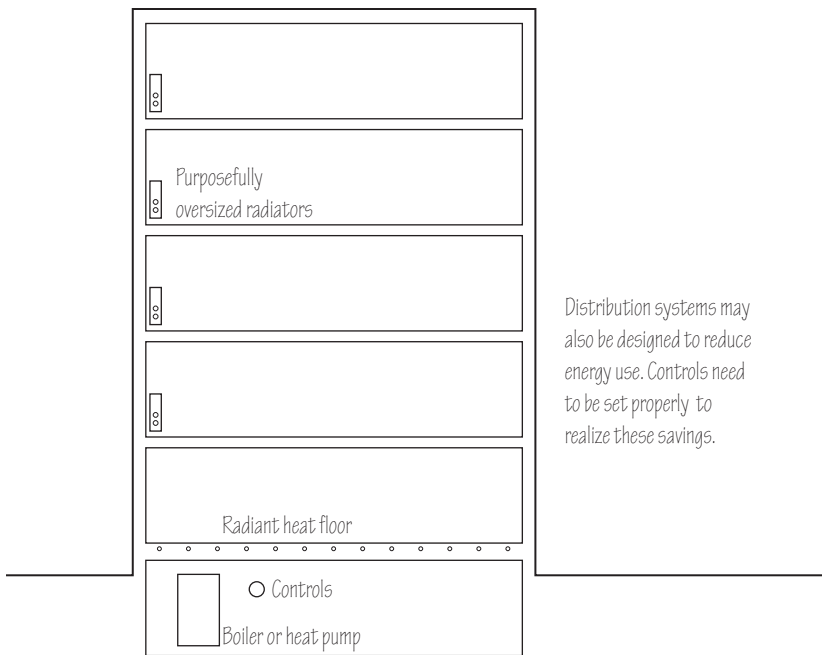 Purposefully
oversized radiators
Distribution systems may
also be designed to reduce
energy use. Controls need
to be set properly to
realize these savings.
Radiant heat floor
Controls
Boiler or heat pump